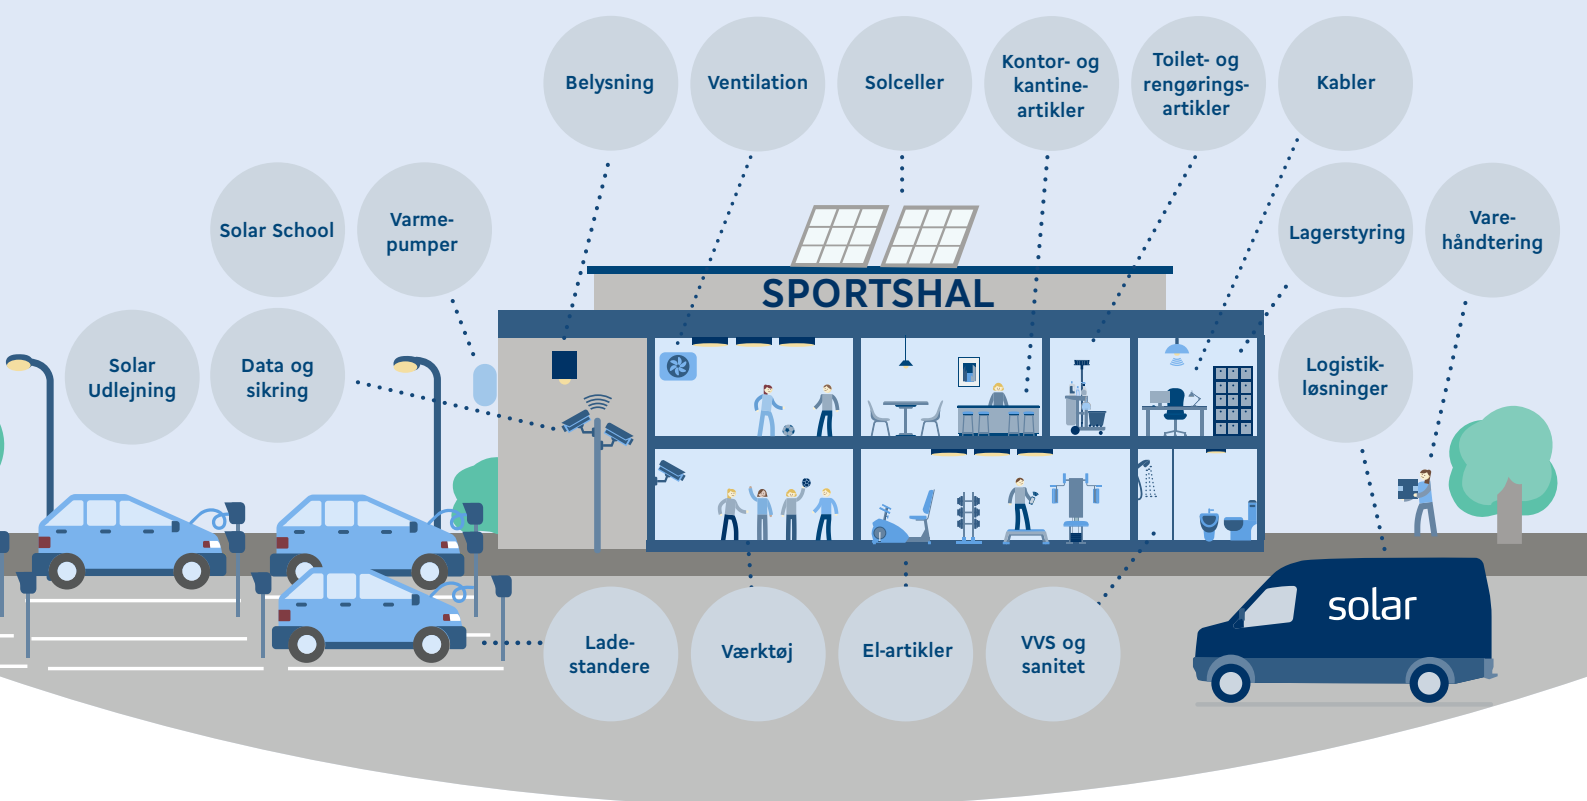 Belysning
Ventilation
Solceller
Kontor- og
kantine-
artikler
Toilet- og
rengørings-
artikler
Kabler
Solar School
Varme-
pumper
Lagerstyring
Vare-
håndtering
SPORTSHAL
Solar
Udlejning
Data og
sikring
Logistik-
løsninger
Lade-
standere
Værktøj
El-artikler
VVS og
sanitet
solar